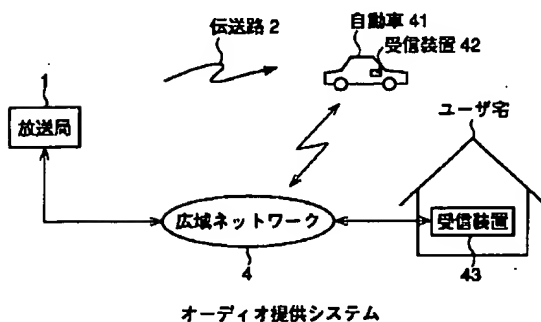 伝送路 2
自動車 41
受信装置 42
1
放送局
ユーザ宅
広域ネットワーク
受信装置
4
43
オーディオ提供システム